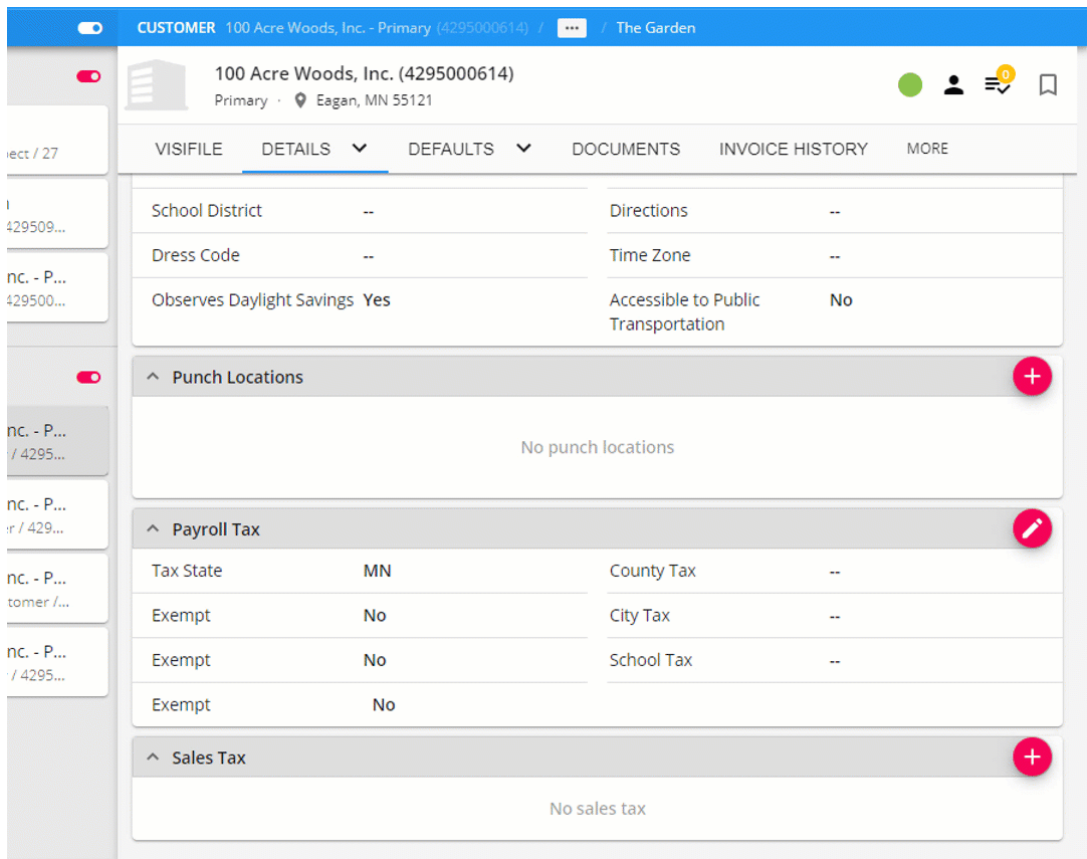 CUSTOMER 100 Acre Woods, Inc. - Primary (4295000614) / ... / The Garden
100 Acre Woods, Inc. (4295000614)
Primary · Eagan, MN 55121
0
VISIFILE DETAILS DEFAULTS DOCUMENTS INVOICE HISTORY MORE
School District -- Directions --
Dress Code -- Time Zone --
Observes Daylight Savings Yes Accessible to Public
Transportation No
Punch Locations
No punch locations
Payroll Tax
Tax State MN County Tax --
Exempt No City Tax --
Exempt No School Tax --
Exempt No
Sales Tax
No sales tax
pect / 27
429509...
nc. - P...
429500...
nc. - P...
/ 4295...
nc. - P...
er / 429...
nc. - P...
tomer /...
nc. - P...
/ 4295...